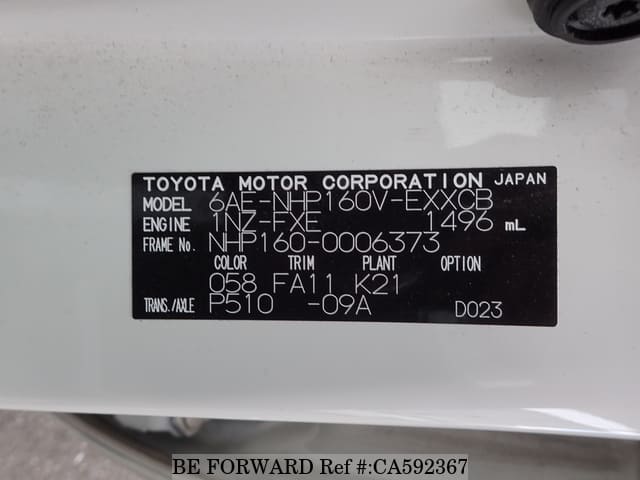 TOYOTA MOTOR CORPORATION JAPAN
MODEL 6AE-NHP160V-EXXCB
ENGINE 1NZ-FXE 1496 mL
FRAME No. NHP160-0006373
COLOR TRIM PLANT OPTION
058 FA11 K21
TRANS./AXLE P510 -09A D023
BE FORWARD Ref #:CA592367